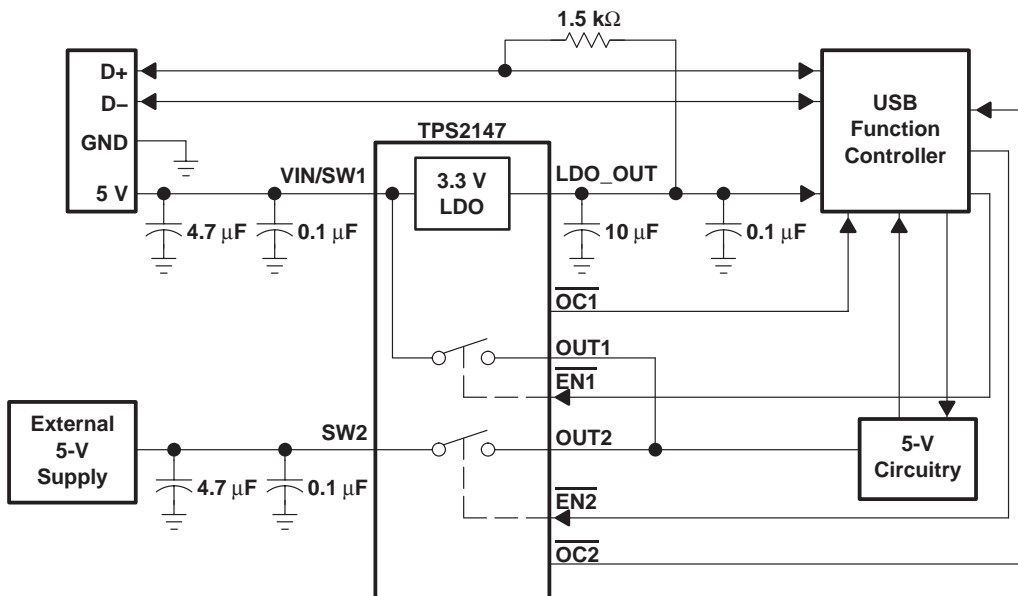 1.5 kΩ
D+
D−
GND
5 V
USB
Function
Controller
TPS2147
VIN/SW1
3.3 V
LDO
LDO_OUT
4.7 µF
0.1 µF
10 µF
0.1 µF
OC1
OUT1
EN1
External
5-V
Supply
SW2
OUT2
5-V
Circuitry
4.7 µF
0.1 µF
EN2
OC2